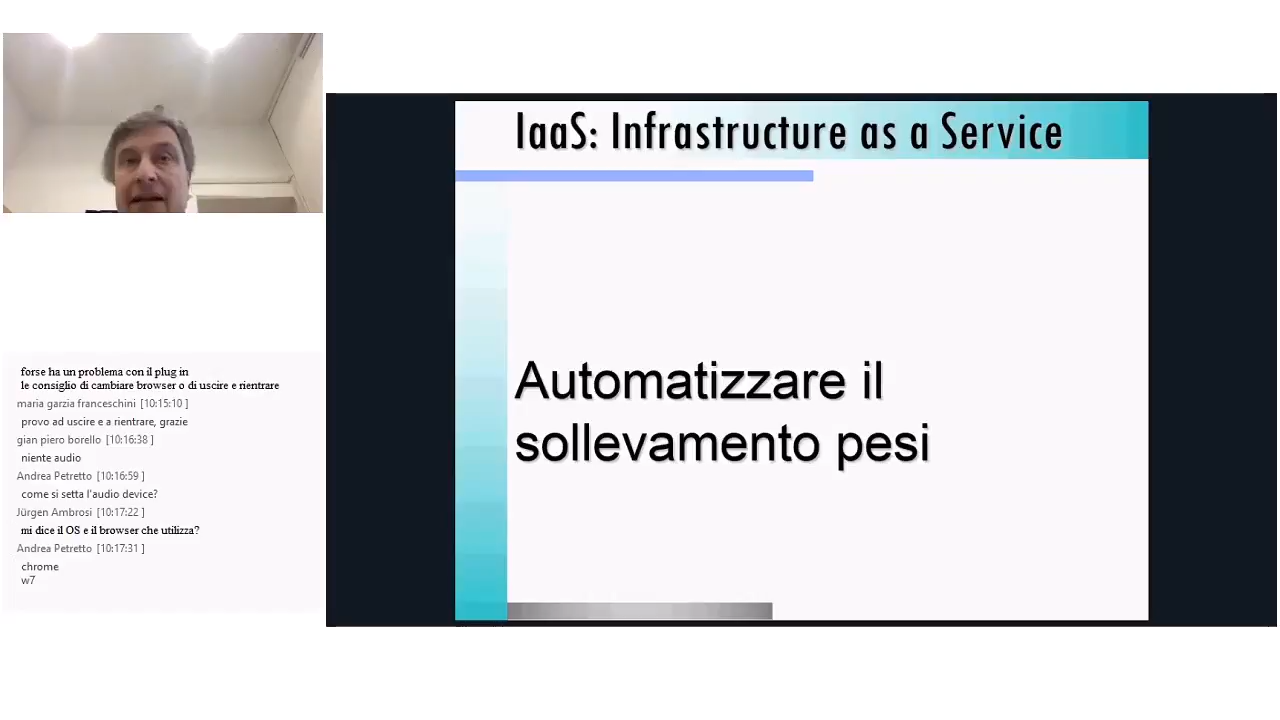 IaaS: Infrastructure as a Service
Automatizzare il
sollevamento pesi
forse ha un problema con il plug in
le consiglio di cambiare browser o di uscire e rientrare
maria garzia franceschini [10:15:10 ]
provo ad uscire e a rientrare, grazie
gian piero borello [10:16:38 ]
niente audio
Andrea Petretto [10:16:59 ]
come si setta l'audio device?
Jürgen Ambrosi [10:17:22 ]
mi dice il OS e il browser che utilizza?
Andrea Petretto [10:17:31 ]
chrome
w7